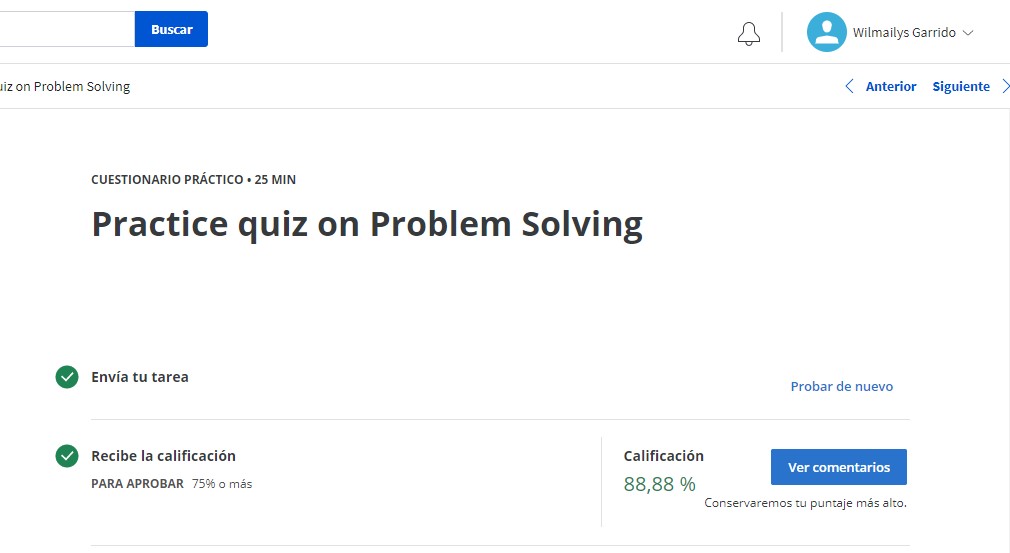 Buscar
Wilmailys Garrido
uiz on Problem Solving
Anterior
Siguiente
CUESTIONARIO PRÁCTICO • 25 MIN
Practice quiz on Problem Solving
Envía tu tarea
Probar de nuevo
Recibe la calificación
PARA APROBAR 75% o más
Calificación
88,88 %
Ver comentarios
Conservaremos tu puntaje más alto.